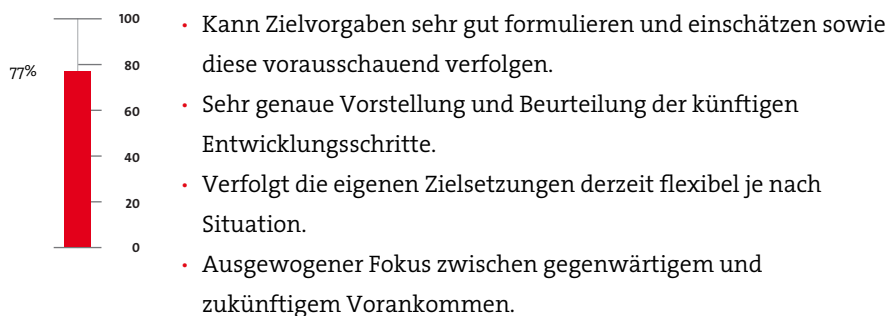 100
• Kann Zielvorgaben sehr gut formulieren und einschätzen sowie
77%
80
diese vorausschauend verfolgen.
60
• Sehr genaue Vorstellung und Beurteilung der künftigen
Entwicklungsschritte.
40
• Verfolgt die eigenen Zielsetzungen derzeit flexibel je nach
20
Situation.
0
• Ausgewogener Fokus zwischen gegenwärtigem und
zukünftigem Vorankommen.